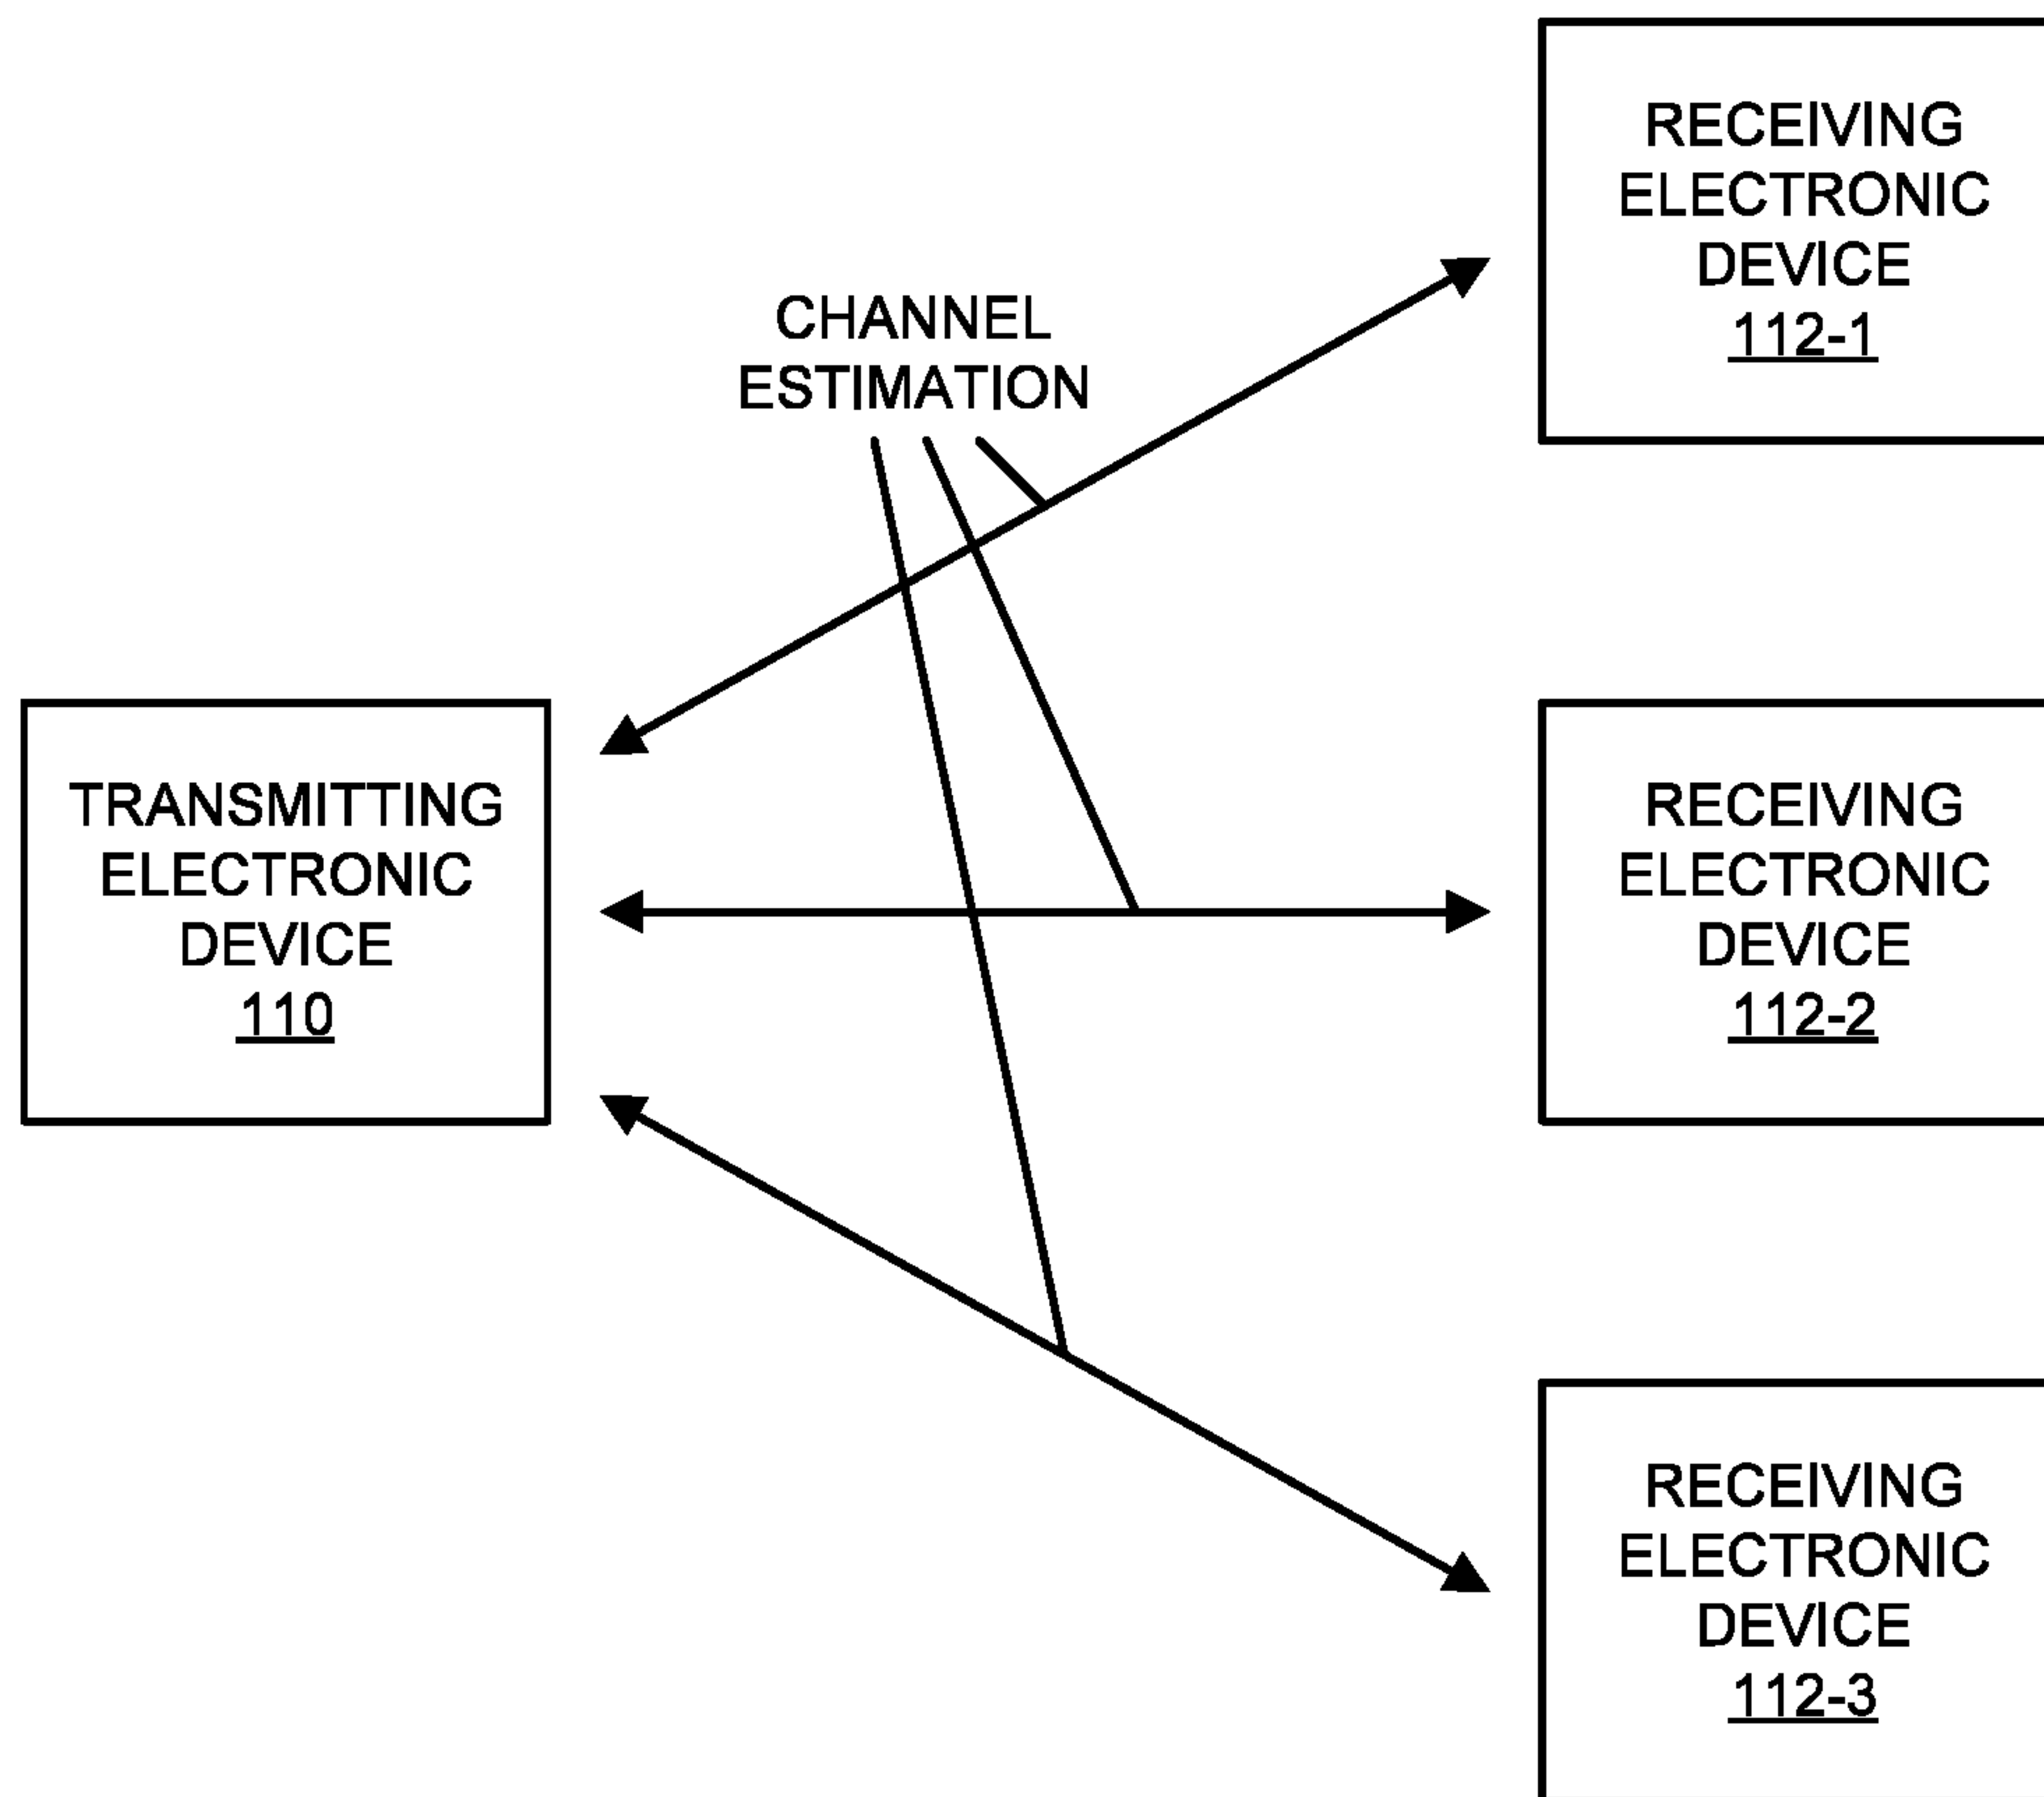 RECEIVING
ELECTRONIC
DEVICE
112-1
CHANNEL
ESTIMATION
TRANSMITTING
ELECTRONIC
DEVICE
110
RECEIVING
ELECTRONIC
DEVICE
112-2
RECEIVING
ELECTRONIC
DEVICE
112-3